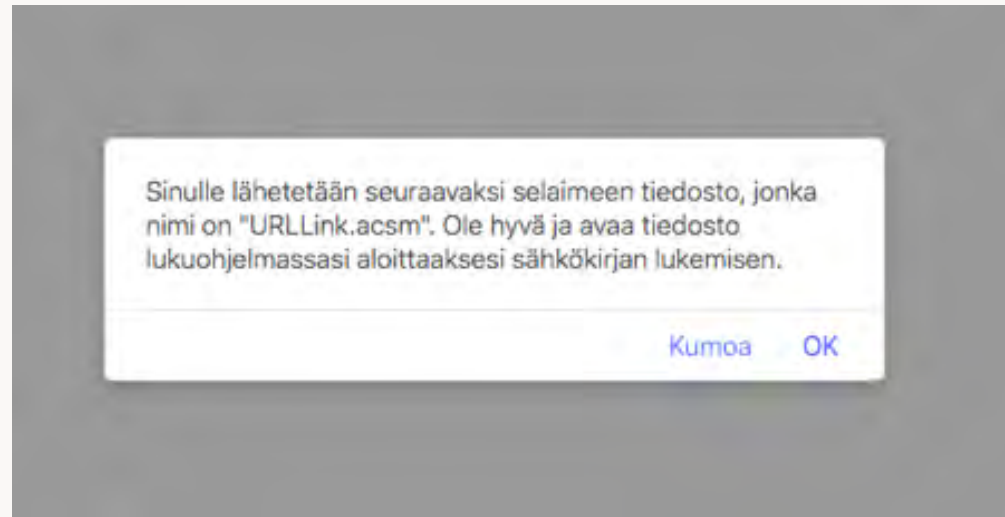 Sinulle lähetetään seuraavaksi selaimeen tiedosto, jonka
nimi on "URLLink.acsm". Ole hyvä ja avaa tiedosto
lukuohjelmassasi aloittaaksesi sähkökirjan lukemisen.
Kumoa OK